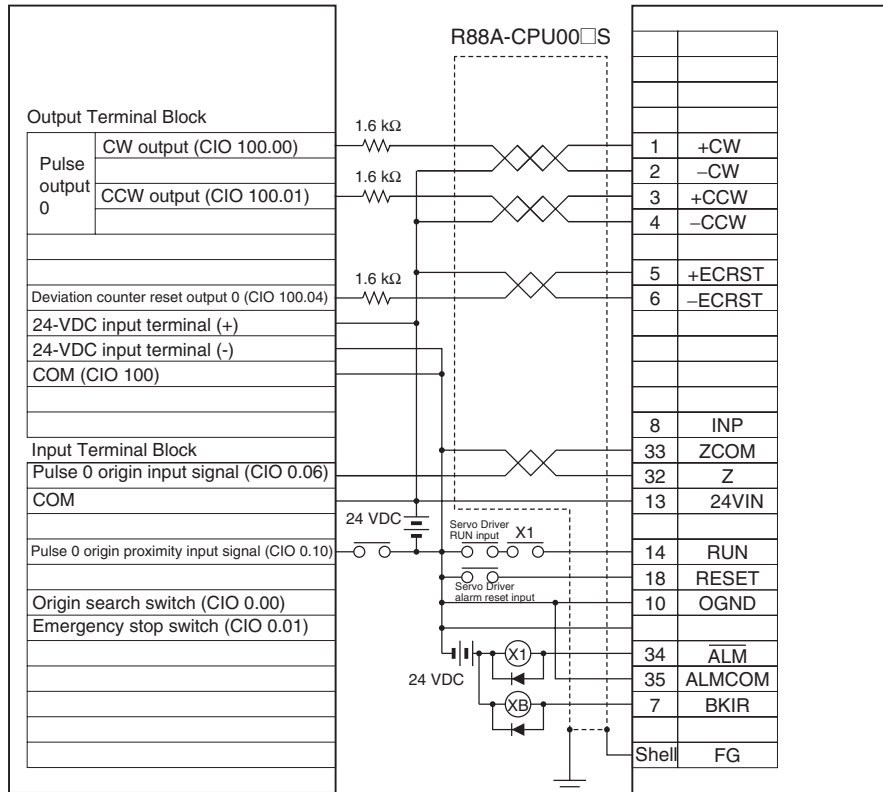 R88A-CPU00□S
Output Terminal Block
Pulse output 0
CW output (CIO 100.00)
1.6 kΩ
1 +CW
2 −CW
CCW output (CIO 100.01)
1.6 kΩ
3 +CCW
4 −CCW
5 +ECRST
Deviation counter reset output 0 (CIO 100.04)
1.6 kΩ
6 −ECRST
24-VDC input terminal (+)
24-VDC input terminal (-)
COM (CIO 100)
8 INP
Input Terminal Block
33 ZCOM
Pulse 0 origin input signal (CIO 0.06)
32 Z
COM
13 24VIN
24 VDC
Servo Driver
RUN input
X1
Pulse 0 origin proximity input signal (CIO 0.10)
14 RUN
18 RESET
Servo Driver
alarm reset input
Origin search switch (CIO 0.00)
10 OGND
Emergency stop switch (CIO 0.01)
X1
34 ALM
24 VDC
35 ALMCOM
XB
7 BKIR
Shell FG